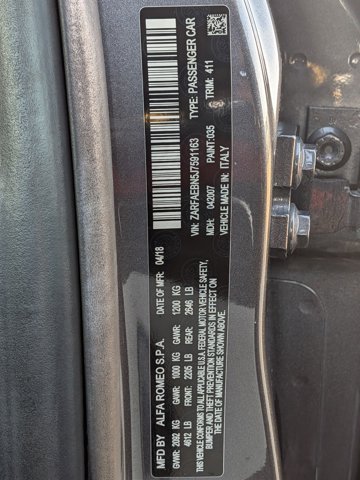 MFD BY ALFA ROMEO S.P.A. DATE OF MFR: 04/18
GVWR: 2092 KG GAWR: 1000 KG GAWR: 1200 KG
4612 LB FRONT: 2205 LB REAR: 2646 LB
THIS VEHICLE CONFORMS TO ALL APPLICABLE U.S.A. FEDERAL MOTOR VEHICLE SAFETY,
BUMPER AND THEFT PREVENTION STANDARDS IN EFFECT
ON THE DATE OF MANUFACTURE SHOWN ABOVE.
VIN: ZARFAEBN5J7591163 TYPE: PASSENGER CAR
MDH: 042007 PAINT:035 TRIM: 411
VEHICLE MADE IN: ITALY